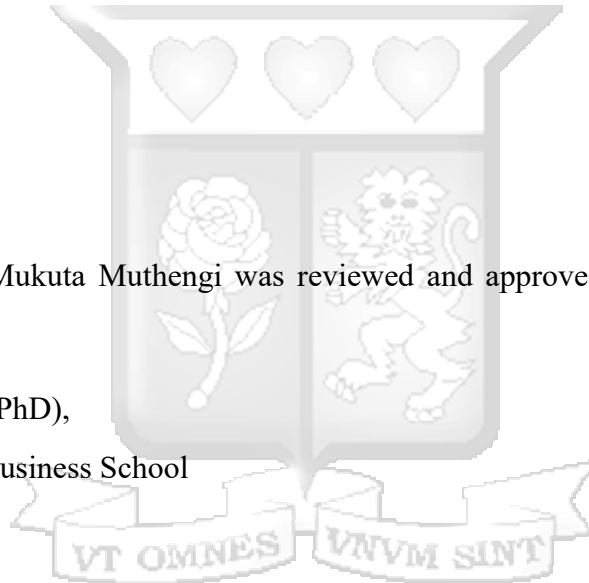 Mukuta Muthengi was reviewed and approve
PhD),
usiness School
VT OMNES VNVM SINT